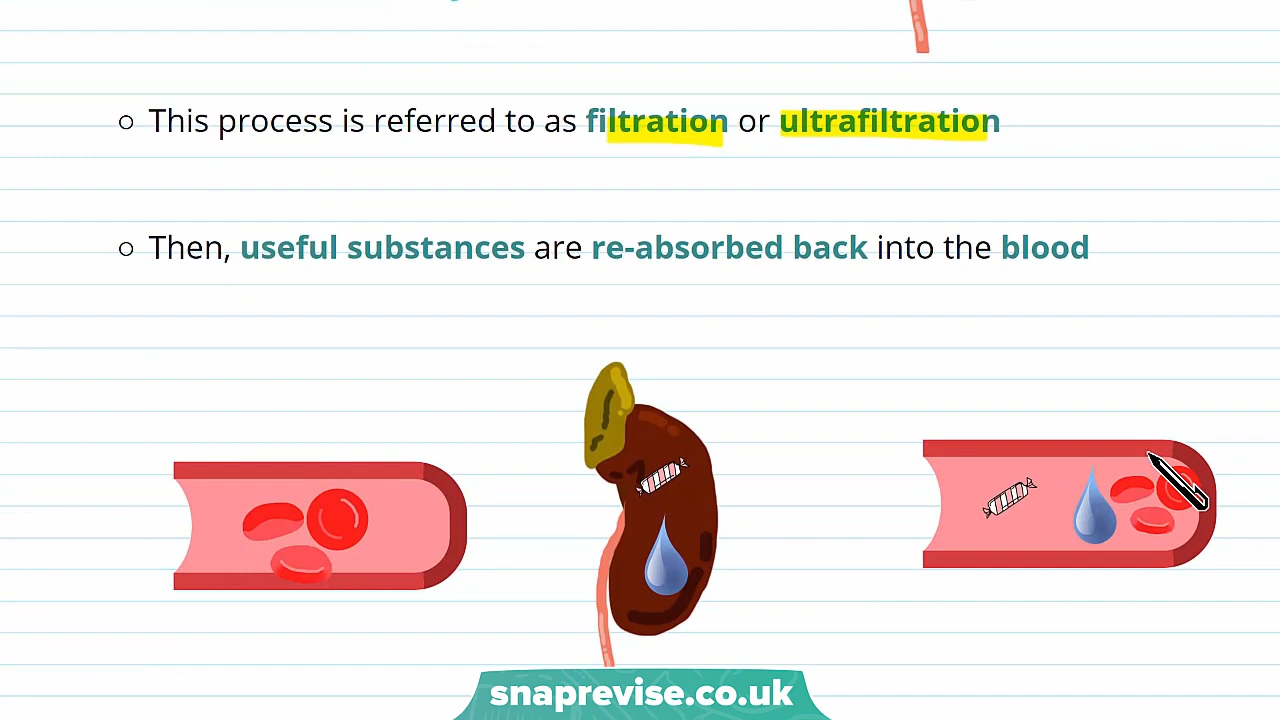 This process is referred to as filtration or ultrafiltration
Then, useful substances are re-absorbed back into the blood
snaprevise.co.uk